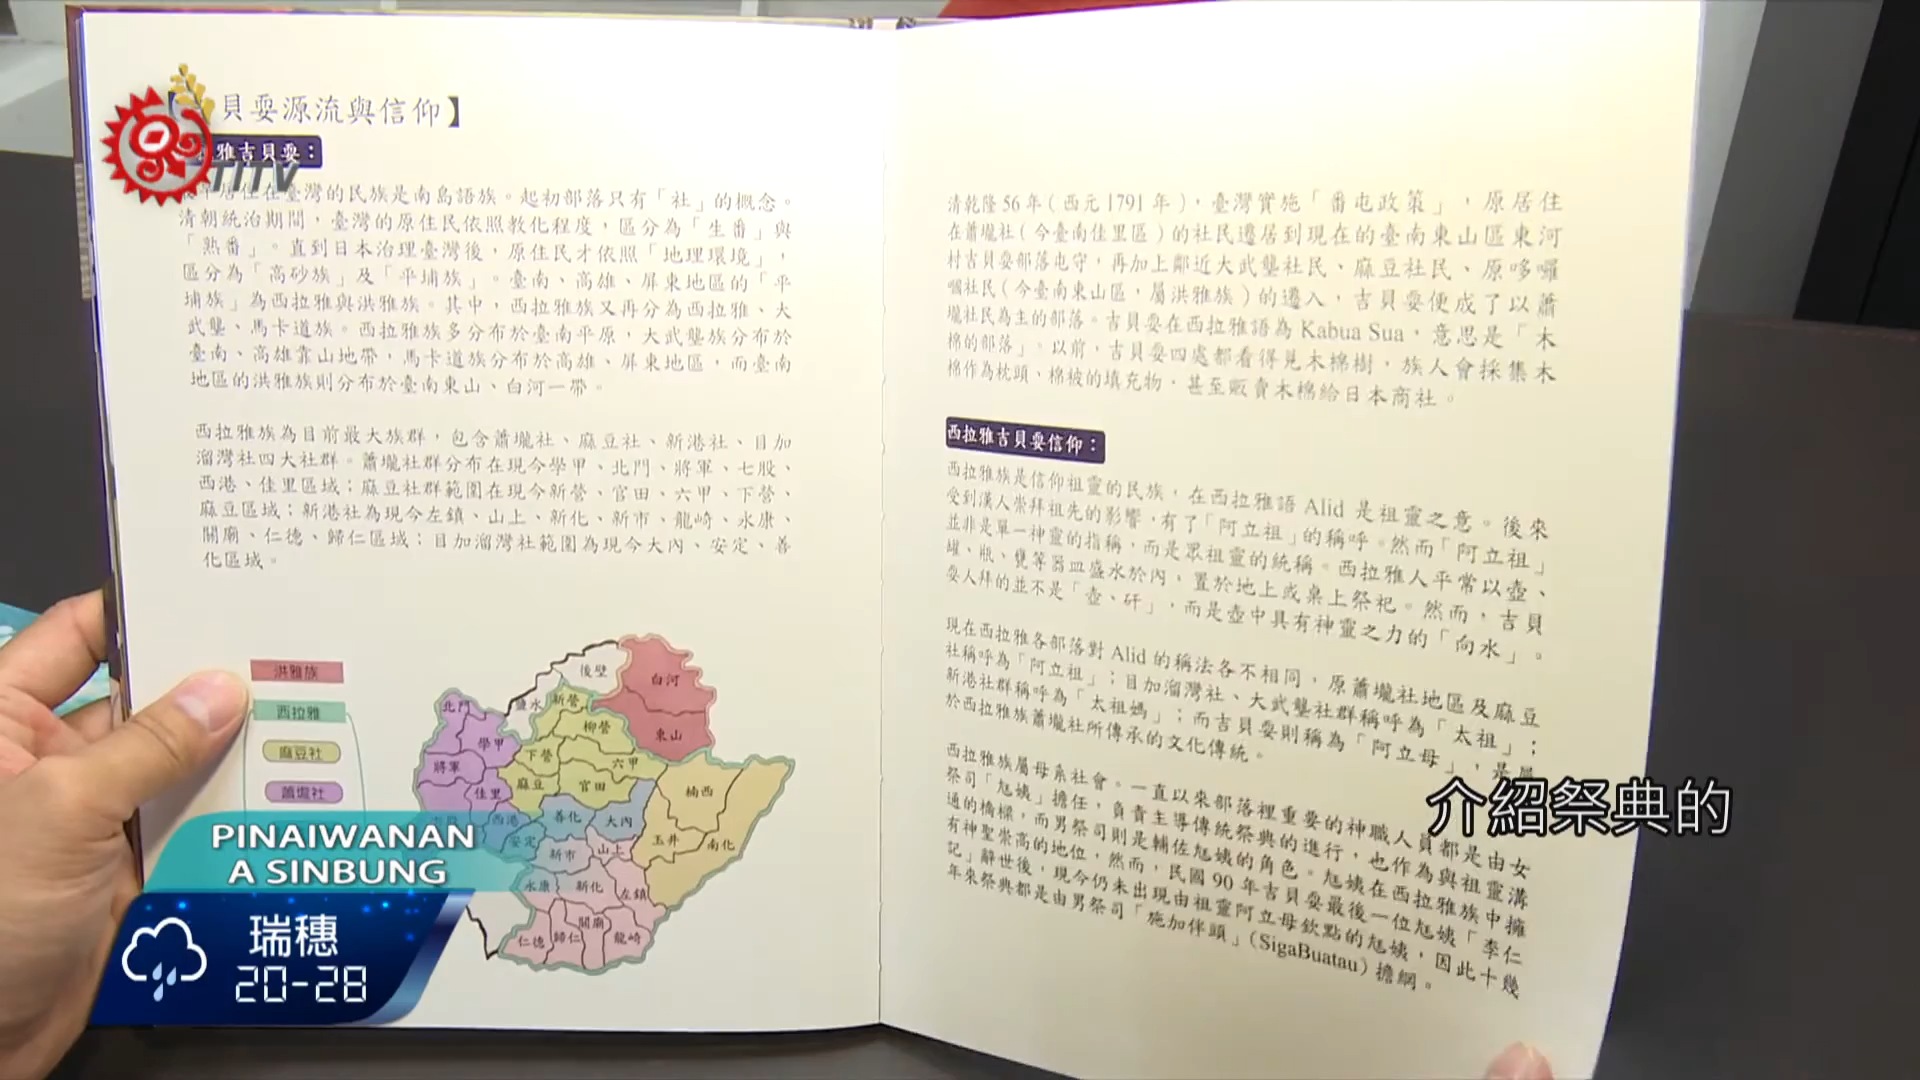 貝耍源流與信仰】
雅吉貝耍：
TITV
居住在臺灣的民族是南島語族。起初部落只有「社」的概念。
清朝統治期間，臺灣的原住民依照教化程度，區分為「生番」與
「熟番」。直到日本治理臺灣後，原住民才依照「地理環境」，
區分為「高砂族」及「平埔族」。臺南、高雄、屏東地區的「平
埔族」為西拉雅與洪雅族。其中，西拉雅族又再分為西拉雅、大
武壟、馬卡道族。西拉雅族多分布於臺南平原，大武壟族分布於
臺南、高雄靠山地帶，馬卡道族分布於高雄、屏東地區，而臺南
地區的洪雅族則分布於臺南東山、白河一帶。
西拉雅族為目前最大族群，包含蕭壠社、麻豆社、新港社、目加
溜灣社四大社群。蕭壠社群分布在現今學甲、北門、將軍、七股、
西港、佳里區域；麻豆社群範圍在現今新營、官田、六甲、下營、
麻豆區域；新港社為現今左鎮、山上、新化、新市、龍崎、永康、
關廟、仁德、歸仁區域；目加溜灣社範圍為現今大內、安定、善
化區域。
洪雅族
西拉雅
麻豆社
蕭壠社
後壁
白河
北門
鹽水
新營
柳營
東山
學甲
下營
六甲
將軍
麻豆
官田
佳里
楠西
西港
善化
大內
安定
玉井
南化
新市
山上
永康
新化
左鎮
關廟
仁德
歸仁
龍崎
清乾隆 56 年（西元 1791 年），臺灣實施「番屯政策」，原居住
在蕭壠社（今臺南佳里區）的社民遷居到現在的臺南東山區東河
村吉貝耍部落屯守，再加上鄰近大武壟社民、麻豆社民、原哆囉
嘓社民（今臺南東山區，屬洪雅族）的遷入，吉貝耍便成了以蕭
壠社民為主的部落。吉貝耍在西拉雅語為 Kabua Sua，意思是「木
棉的部落」。以前，吉貝耍四處都看得見木棉樹，族人會採集木
棉作為枕頭、棉被的填充物，甚至販賣木棉給日本商社。
西拉雅吉貝耍信仰：
西拉雅族是信仰祖靈的民族，在西拉雅語 Alid 是祖靈之意。後來
受到漢人崇拜祖先的影響，有了「阿立祖」的稱呼。然而「阿立祖」
並非是單一神靈的指稱，而是眾祖靈的統稱。西拉雅人平常以壺、
罐、瓶、甕等器皿盛水於內，置於地上或桌上祭祀。然而，吉貝
耍人拜的並不是「壺、矸」，而是壺中具有神靈之力的「向水」。
現在西拉雅各部落對 Alid 的稱法各不相同，原蕭壠社地區及麻豆
社稱呼為「阿立祖」；目加溜灣社、大武壟社群稱呼為「太祖」；
新港社群稱呼為「太祖媽」；而吉貝耍則稱為「阿立母」，是屬
於西拉雅族蕭壠社所傳承的文化傳統。
西拉雅族屬母系社會。一直以來部落裡重要的神職人員都是由女
祭司「尪姨」擔任，負責主導傳統祭典的進行，也作為與祖靈溝
通的橋樑，而男祭司則是輔佐尪姨的角色。尪姨在西拉雅族中擁
有神聖崇高的地位，然而，民國 90 年吉貝耍最後一位尪姨「李仁
記」辭世後，現今仍未出現由祖靈阿立母欽點的尪姨，因此十幾
年來祭典都是由男祭司「施加伴頭」（SigaBuatau）擔綱。
介紹祭典的
PINAIWANAN
A SINBUNG
瑞穗
20-28